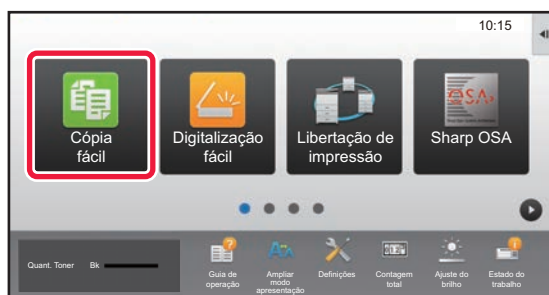 10:15
Cópia
fácil
Digitalização
fácil
Libertação de
impressão
Sharp OSA
Quant. Toner Bk
Guia de
operação
Ampliar
modo
apresentação
Definições
Contagem
total
Ajuste do
brilho
Estado do
trabalho